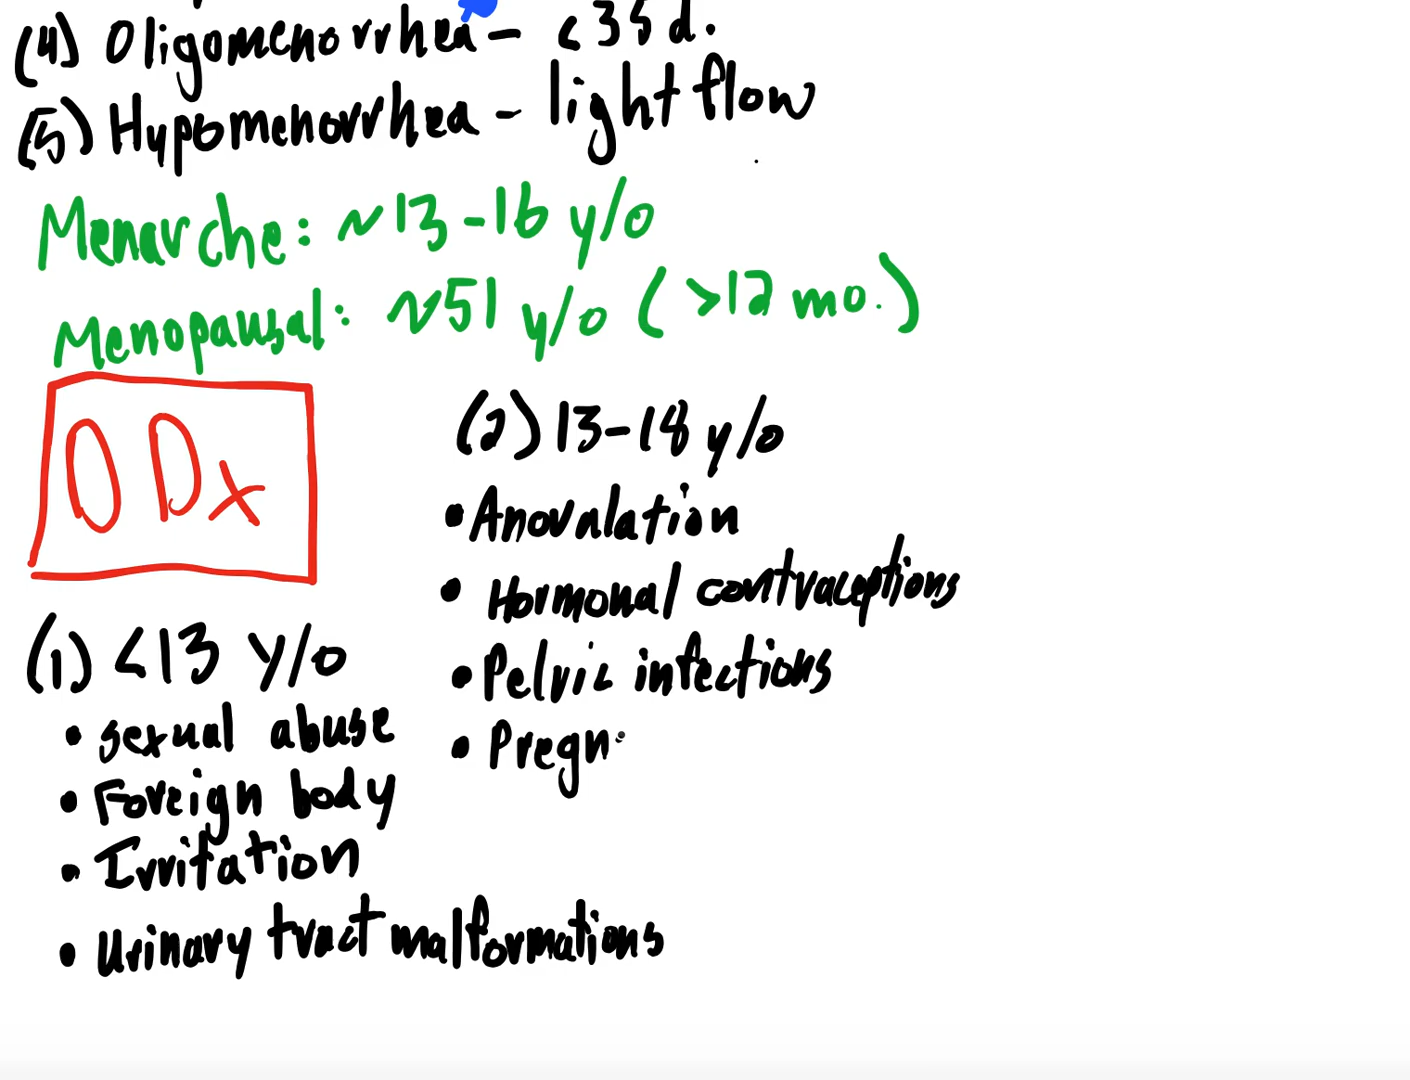 (4) Oligomenorrhea - <35 d.
(5) Hypomenorrhea - light flow
Menarche: ~13-16 y/o
Menopausal: ~51 y/o (>12 mo.)
DDx
(1) <13 y/o
• sexual abuse
• Foreign body
• Irritation
• Urinary tract malformations
(2) 13-18 y/o
• Anovalation
• Hormonal contraceptions
• Pelvic infections
• Pregn